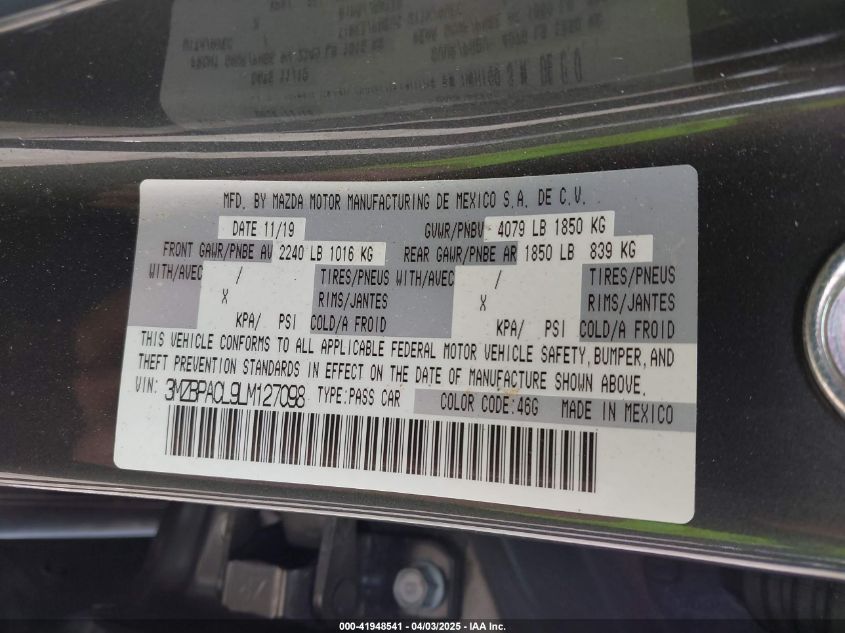 MFD. BY MAZDA MOTOR MANUFACTURING DE MEXICO S.A. DE C.V.
DATE 11/19 GVWR/PNBV 4079 LB 1850 KG
FRONT GAWR/PNBE AV 2240 LB 1016 KG REAR GAWR/PNBE AR 1850 LB 839 KG
WITH/AVEC / TIRES/PNEUS WITH/AVEC / TIRES/PNEUS
X RIMS/JANTES X RIMS/JANTES
KPA/ PSI COLD/A FROID KPA/ PSI COLD/A FROID
THIS VEHICLE CONFORMS TO ALL APPLICABLE FEDERAL MOTOR VEHICLE SAFETY, BUMPER, AND
THEFT PREVENTION STANDARDS IN EFFECT ON THE DATE OF MANUFACTURE SHOWN ABOVE.
VIN: 3MZBPAOL9LM127098 TYPE:PASS CAR COLOR CODE:46G MADE IN MEXICO
000-41948541 - 04/03/2025 - IAA Inc.